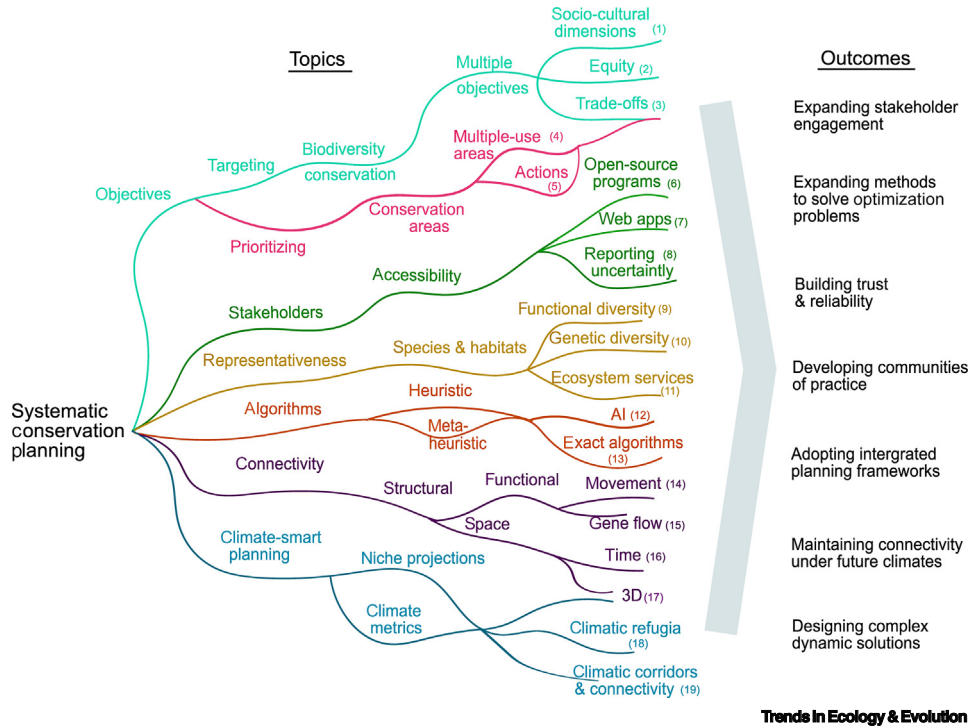 Topics
Outcomes
Systematic
conservation
planning
Objectives
Targeting
Biodiversity
conservation
Multiple
objectives
Socio-cultural
dimensions (1)
Equity (2)
Trade-offs (3)
Prioritizing
Conservation
areas
Multiple-use (4)
areas
Actions
(5)
Stakeholders
Accessibility
Open-source
programs (6)
Web apps (7)
Reporting (8)
uncertaintly
Representativeness
Species & habitats
Functional diversity (9)
Genetic diversity (10)
Ecosystem services
(11)
Algorithms
Heuristic
Meta-
heuristic
AI (12)
Exact algorithms
(13)
Connectivity
Structural
Functional
Movement (14)
Gene flow (15)
Space
Time (16)
3D (17)
Climate-smart
planning
Niche projections
Climate
metrics
Climatic refugia
(18)
Climatic corridors
& connectivity (19)
Expanding stakeholder
engagement
Expanding methods
to solve optimization
problems
Building trust
& reliability
Developing communities
of practice
Adopting intergrated
planning frameworks
Maintaining connectivity
under future climates
Designing complex
dynamic solutions
Trends in Ecology & Evolution